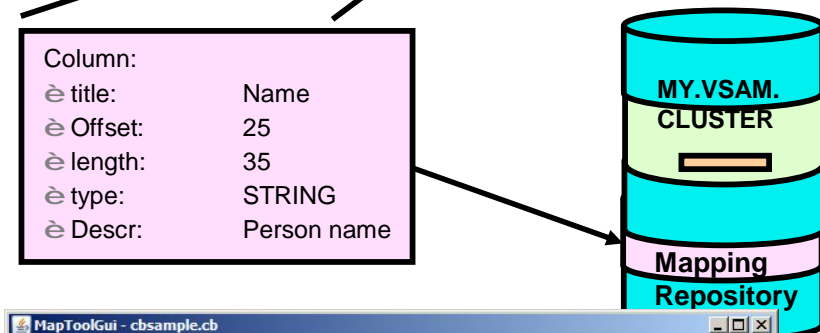 Column:
è title: Name
è Offset: 25
è length: 35
è type: STRING
è Descr: Person name
MY.VSAM.
CLUSTER
Mapping
Repository
MapToolGui - cbsample.cb